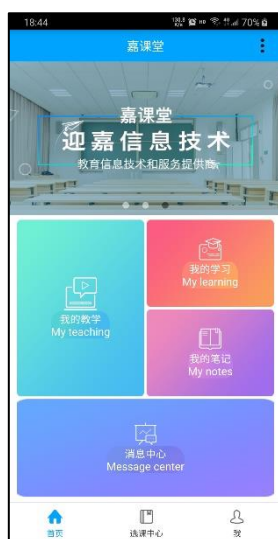 18:44
70%
嘉课堂
嘉课堂
迎嘉信息技术
教育信息技术和服务提供商
我的教学
My teaching
我的学习
My learning
我的笔记
My notes
消息中心
Message center
首页
选课中心
我